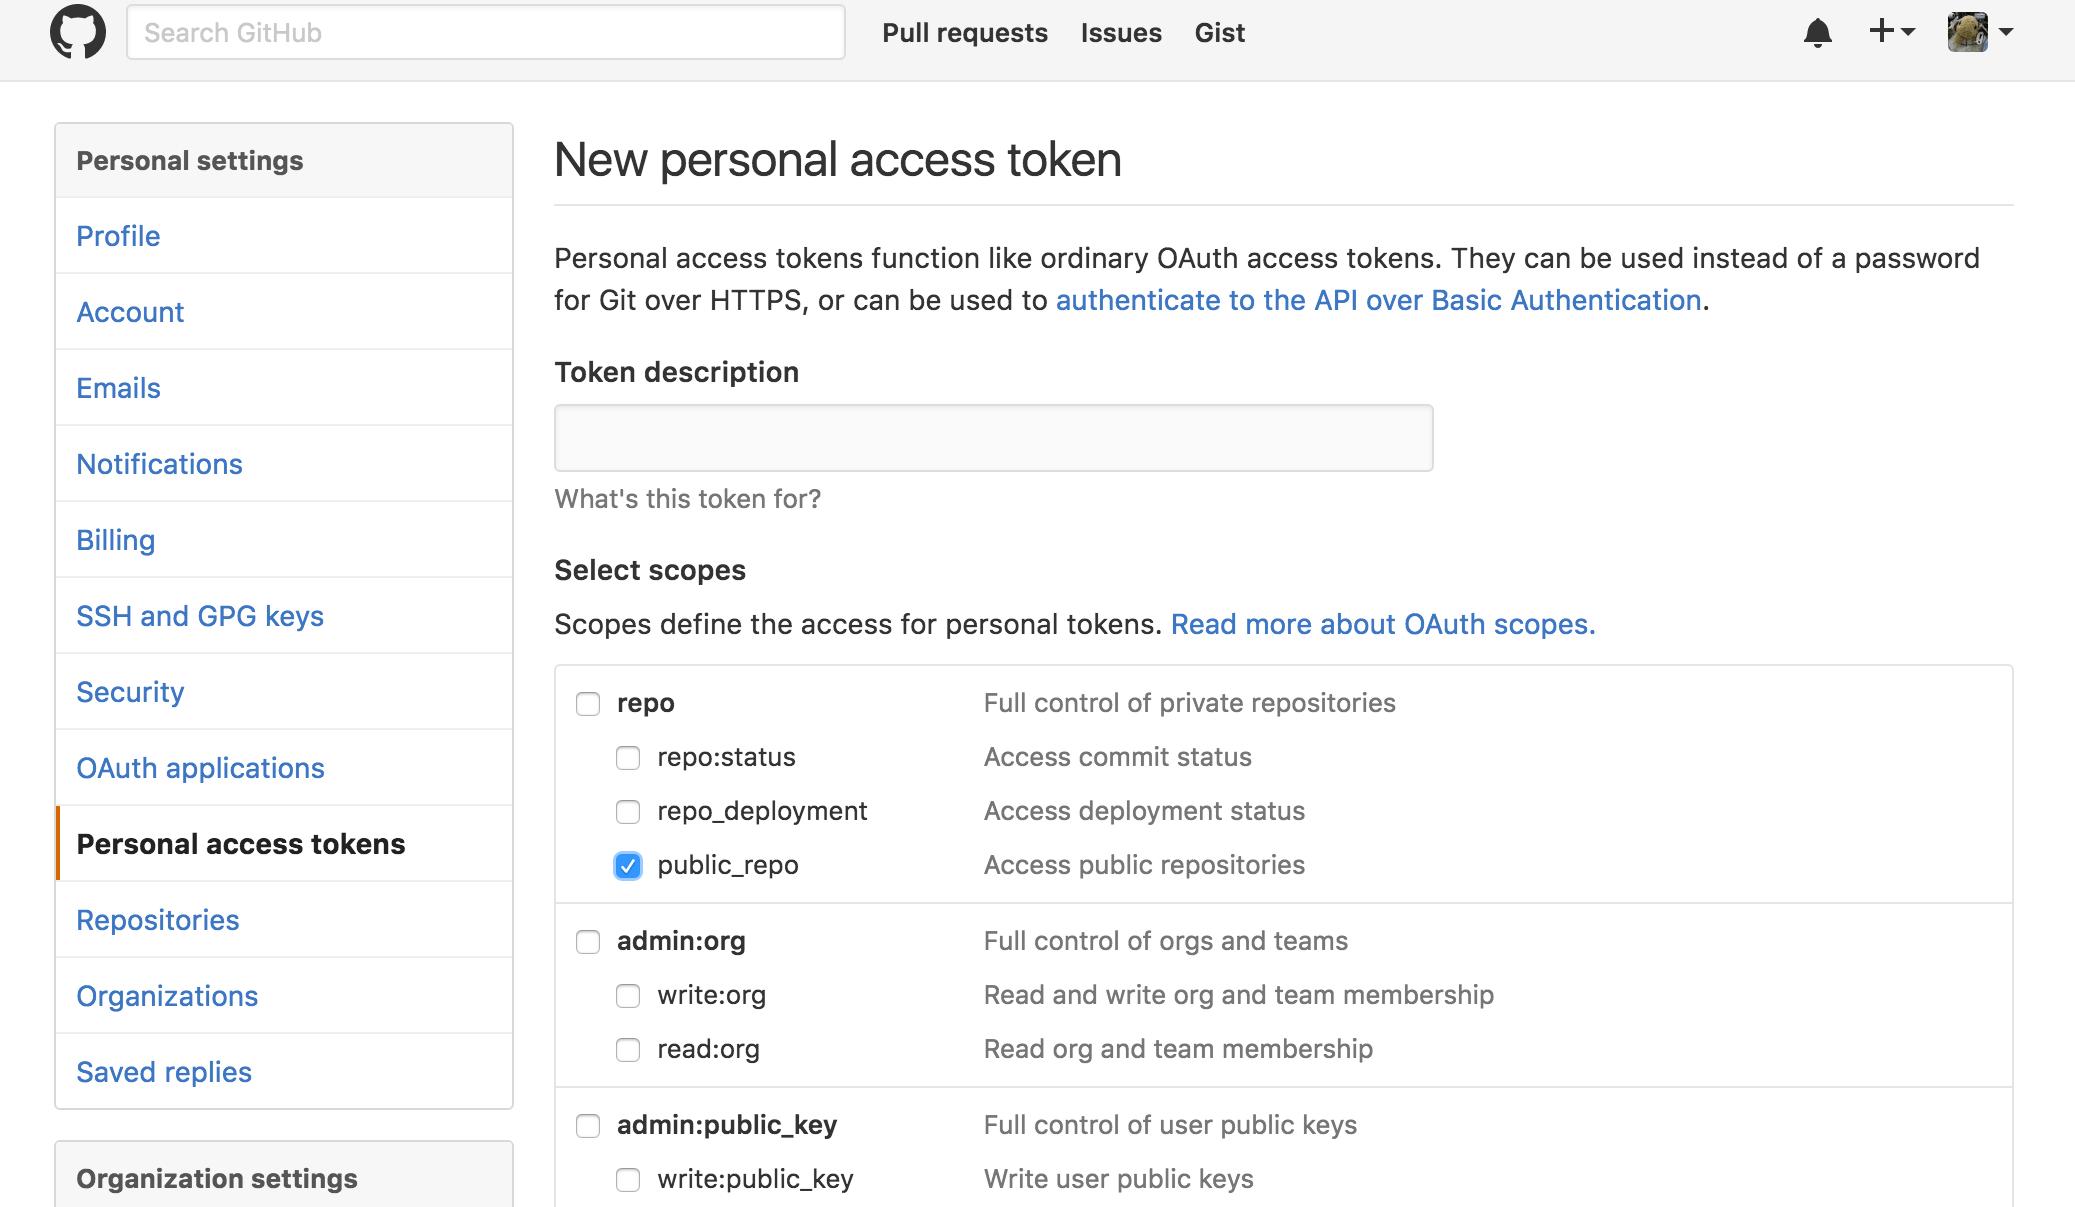 Search GitHub
Pull requests
Issues
Gist
Personal settings
Profile
Account
Emails
Notifications
Billing
SSH and GPG keys
Security
OAuth applications
Personal access tokens
Repositories
Organizations
Saved replies
Organization settings
New personal access token
Personal access tokens function like ordinary OAuth access tokens. They can be used instead of a password
for Git over HTTPS, or can be used to authenticate to the API over Basic Authentication.
Token description
What's this token for?
Select scopes
Scopes define the access for personal tokens. Read more about OAuth scopes.
repo Full control of private repositories
repo:status Access commit status
repo_deployment Access deployment status
public_repo Access public repositories
admin:org Full control of orgs and teams
write:org Read and write org and team membership
read:org Read org and team membership
admin:public_key Full control of user public keys
write:public_key Write user public keys